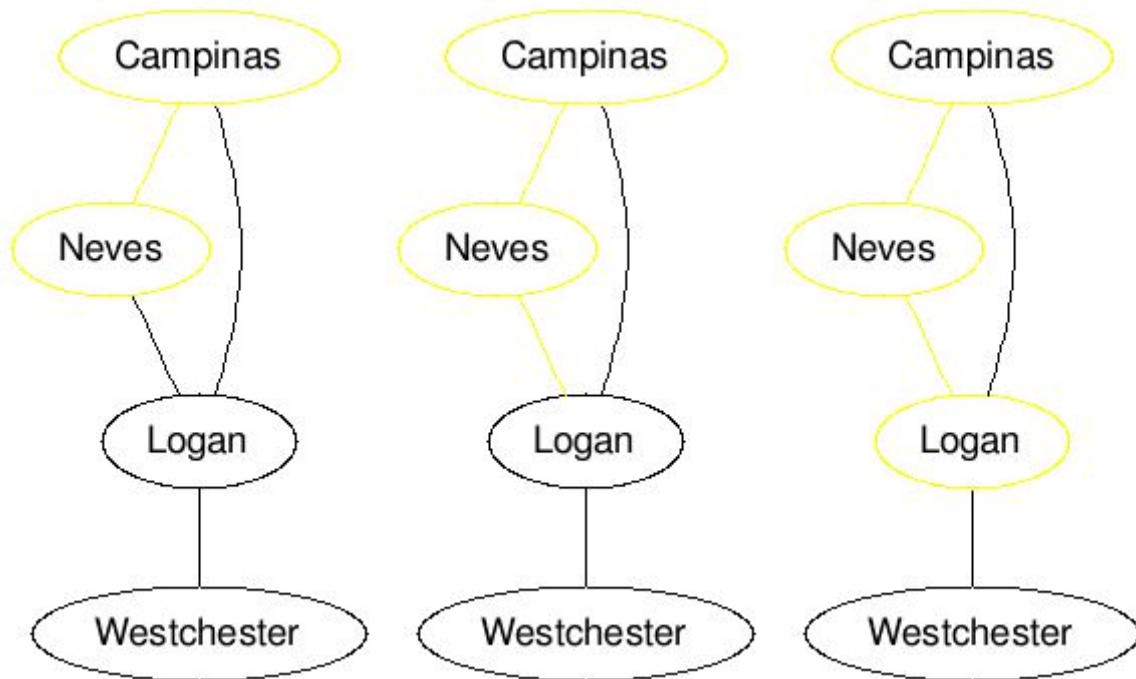 Campinas Campinas Campinas
Neves Neves Neves
Logan Logan Logan
Westchester Westchester Westchester